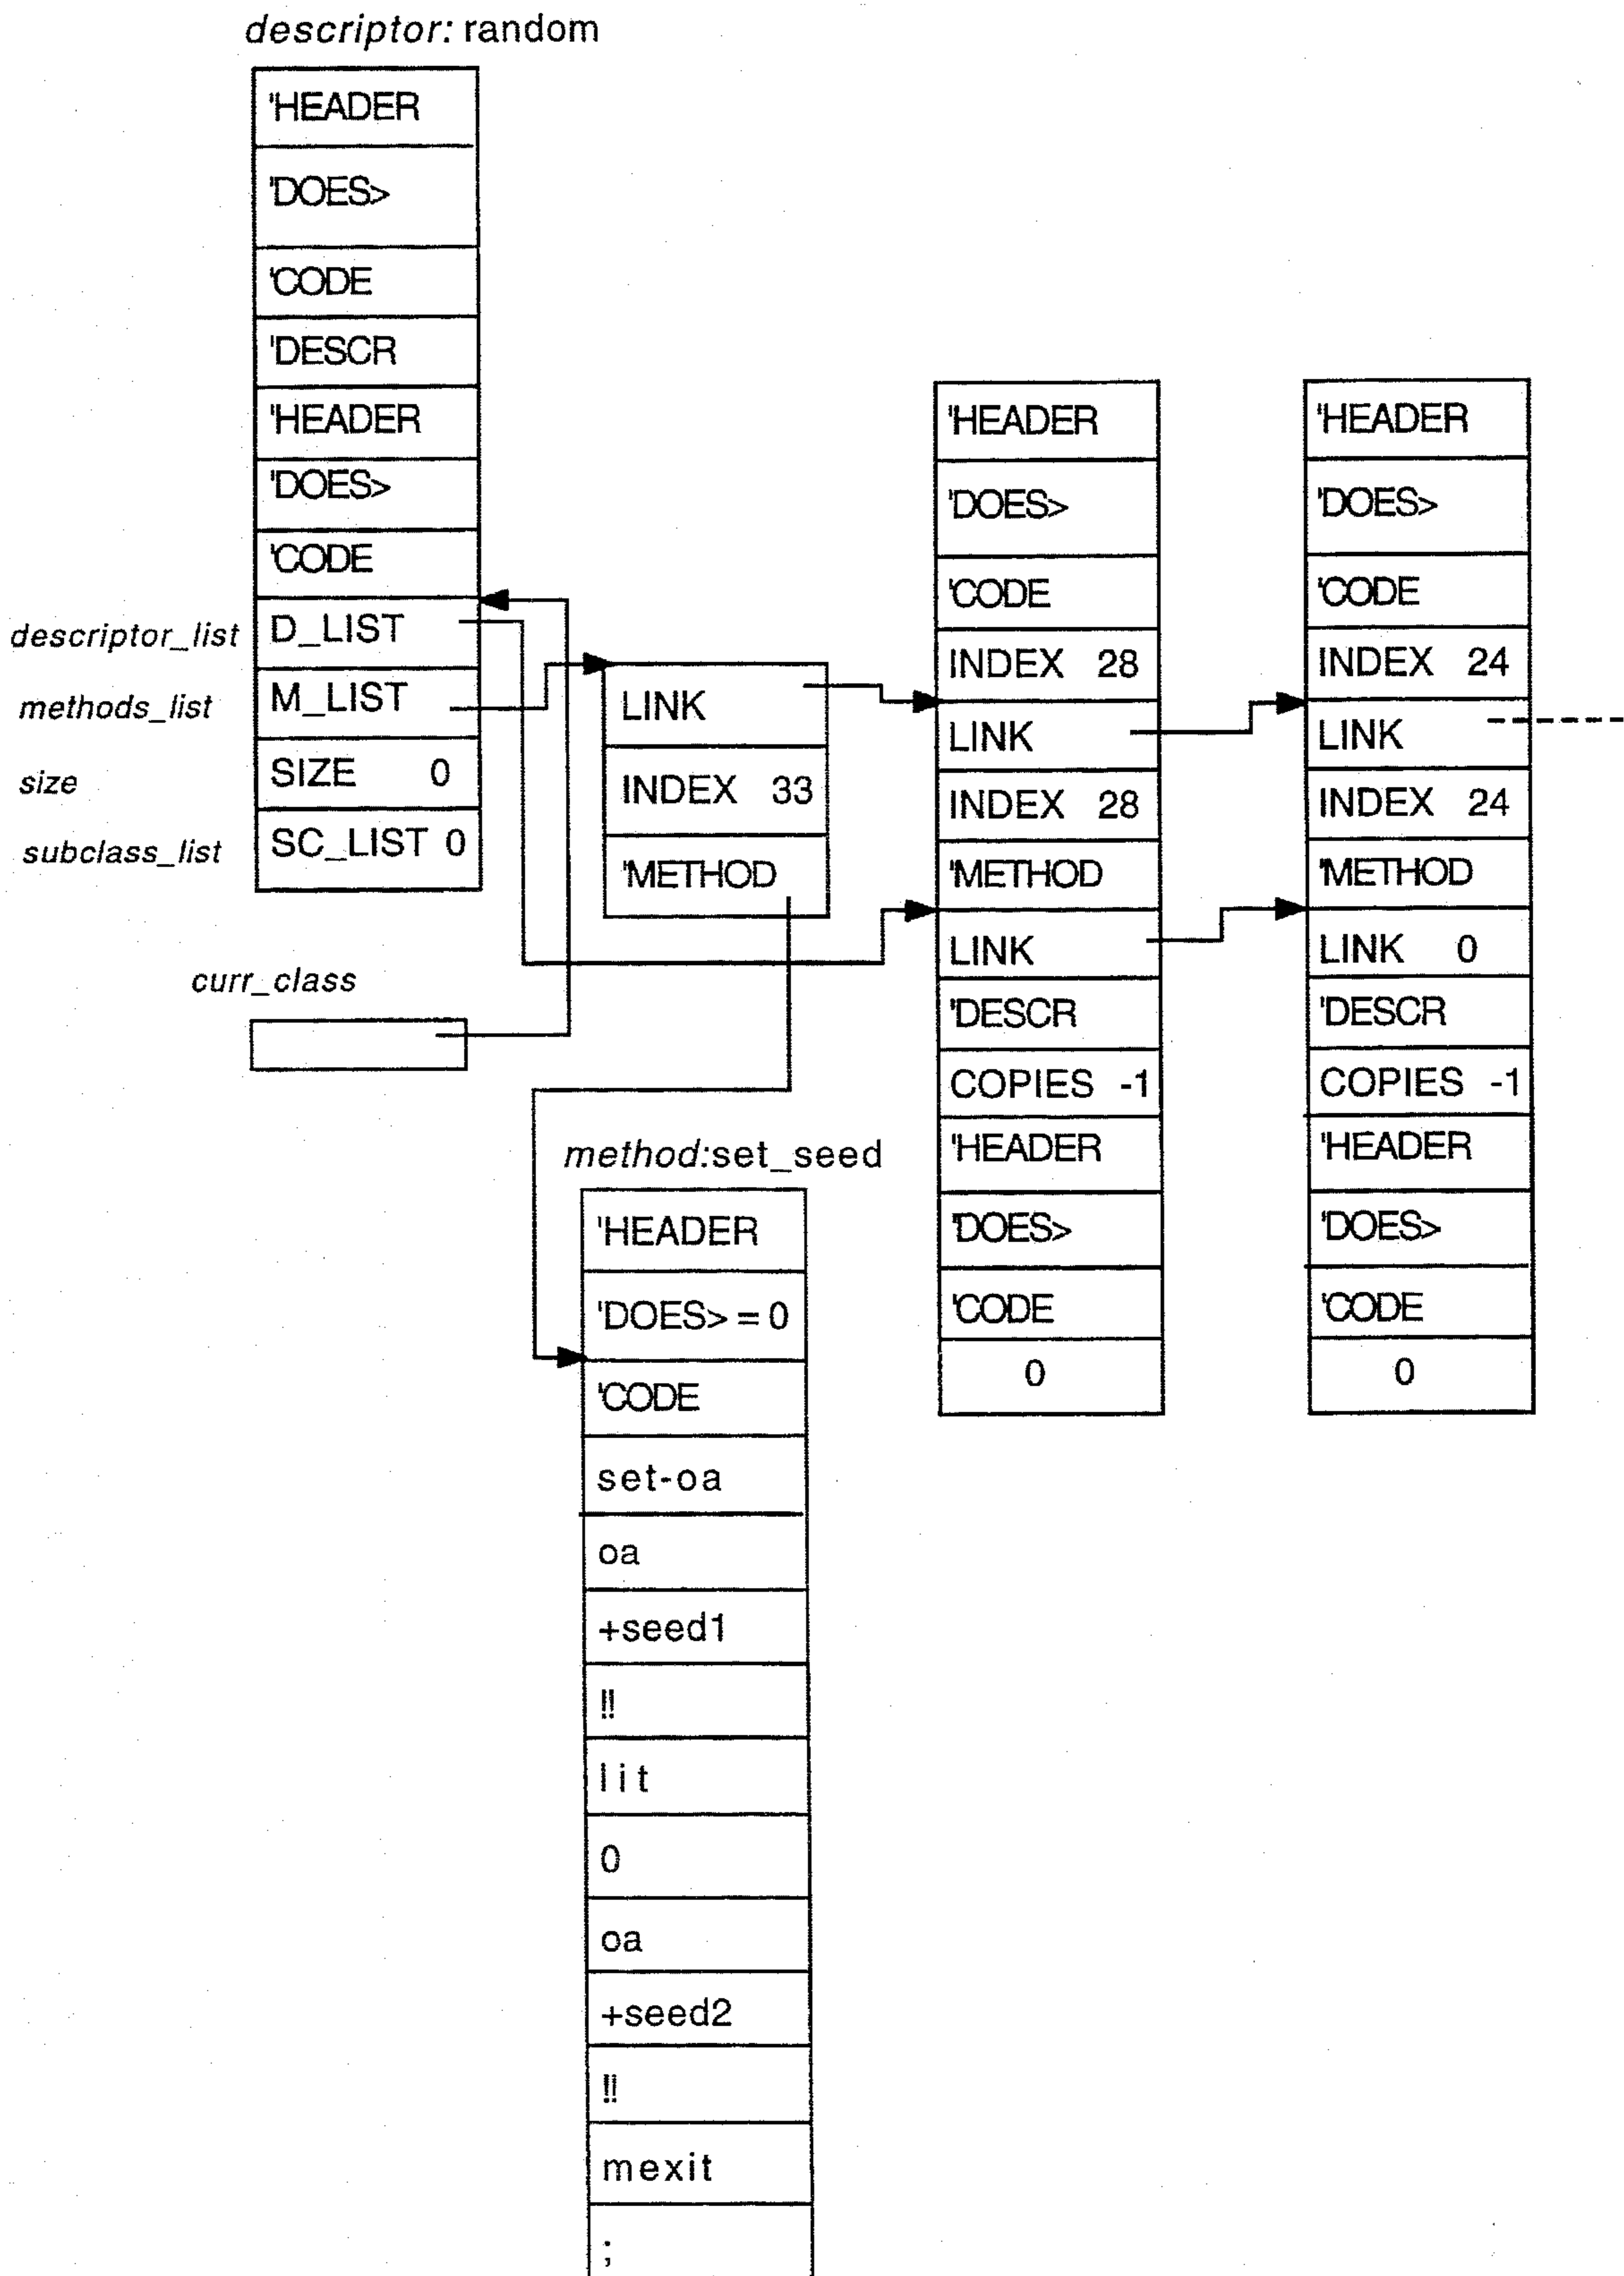 descriptor: random
'HEADER
'DOES>
'CODE
'DESCR
'HEADER
'DOES>
'CODE
descriptor_list D_LIST
methods_list M_LIST
size SIZE 0
subclass_list SC_LIST 0
curr_class
LINK
INDEX 33
'METHOD
'HEADER
'DOES>
'CODE
INDEX 28
LINK
INDEX 28
'METHOD
LINK
'DESCR
COPIES -1
'HEADER
'DOES>
'CODE
0
'HEADER
'DOES>
'CODE
INDEX 24
LINK
INDEX 24
'METHOD
LINK 0
'DESCR
COPIES -1
'HEADER
'DOES>
'CODE
0
method:set_seed
'HEADER
'DOES> = 0
'CODE
set-oa
oa
+seed1
!!
lit
0
oa
+seed2
!!
mexit
;